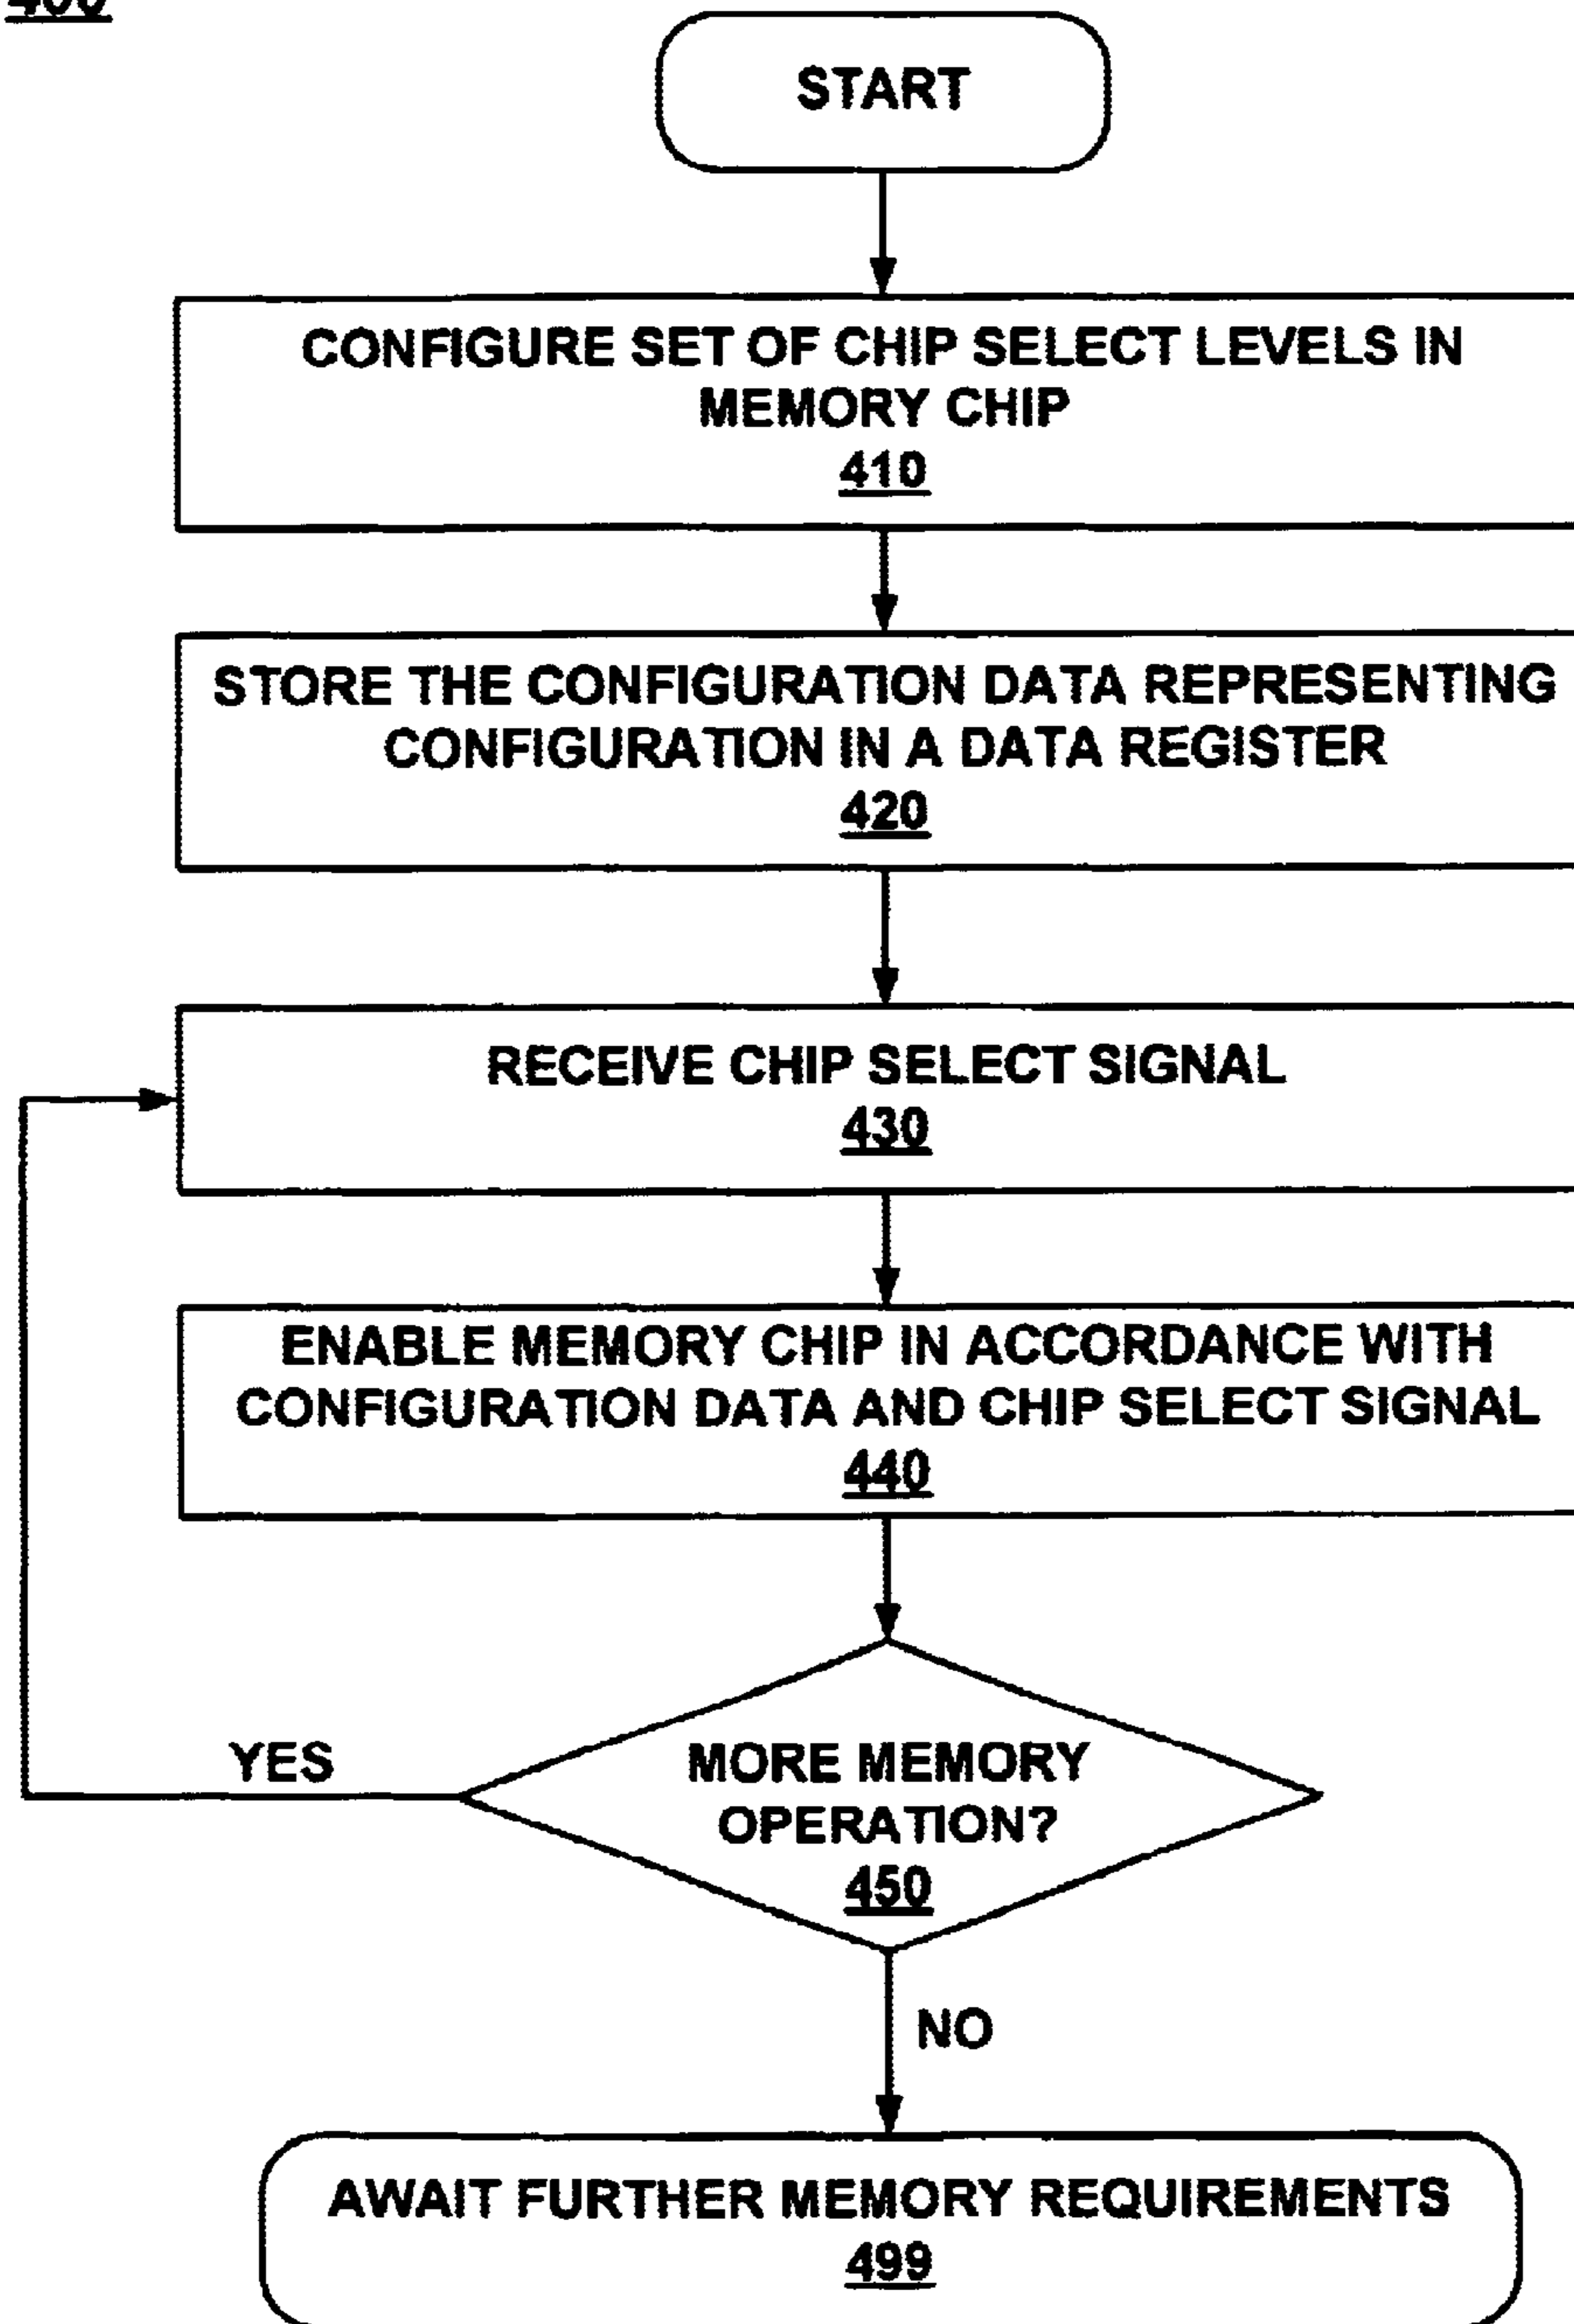 START
CONFIGURE SET OF CHIP SELECT LEVELS IN
MEMORY CHIP
410
STORE THE CONFIGURATION DATA REPRESENTING
CONFIGURATION IN A DATA REGISTER
420
RECEIVE CHIP SELECT SIGNAL
430
ENABLE MEMORY CHIP IN ACCORDANCE WITH
CONFIGURATION DATA AND CHIP SELECT SIGNAL
440
YES
MORE MEMORY
OPERATION?
450
NO
AWAIT FURTHER MEMORY REQUIREMENTS
499